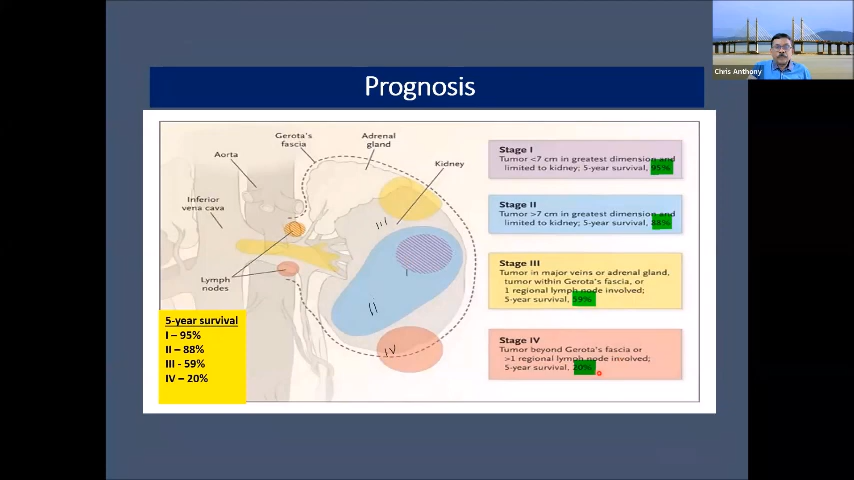 Chris Anthony
Prognosis
Gerota's
fascia
Adrenal
gland
Aorta
Kidney
Inferior
vena cava
Lymph
nodes
III
I
II
IV
Stage I
Tumor <7 cm in greatest dimension and
limited to kidney; 5-year survival, 95%
Stage II
Tumor >7 cm in greatest dimension and
limited to kidney; 5-year survival, 88%
Stage III
Tumor in major veins or adrenal gland,
tumor within Gerota's fascia, or
1 regional lymph node involved;
5-year survival, 59%
Stage IV
Tumor beyond Gerota's fascia or
>1 regional lymph node involved;
5-year survival, 20%
5-year survival
I – 95%
II – 88%
III - 59%
IV – 20%